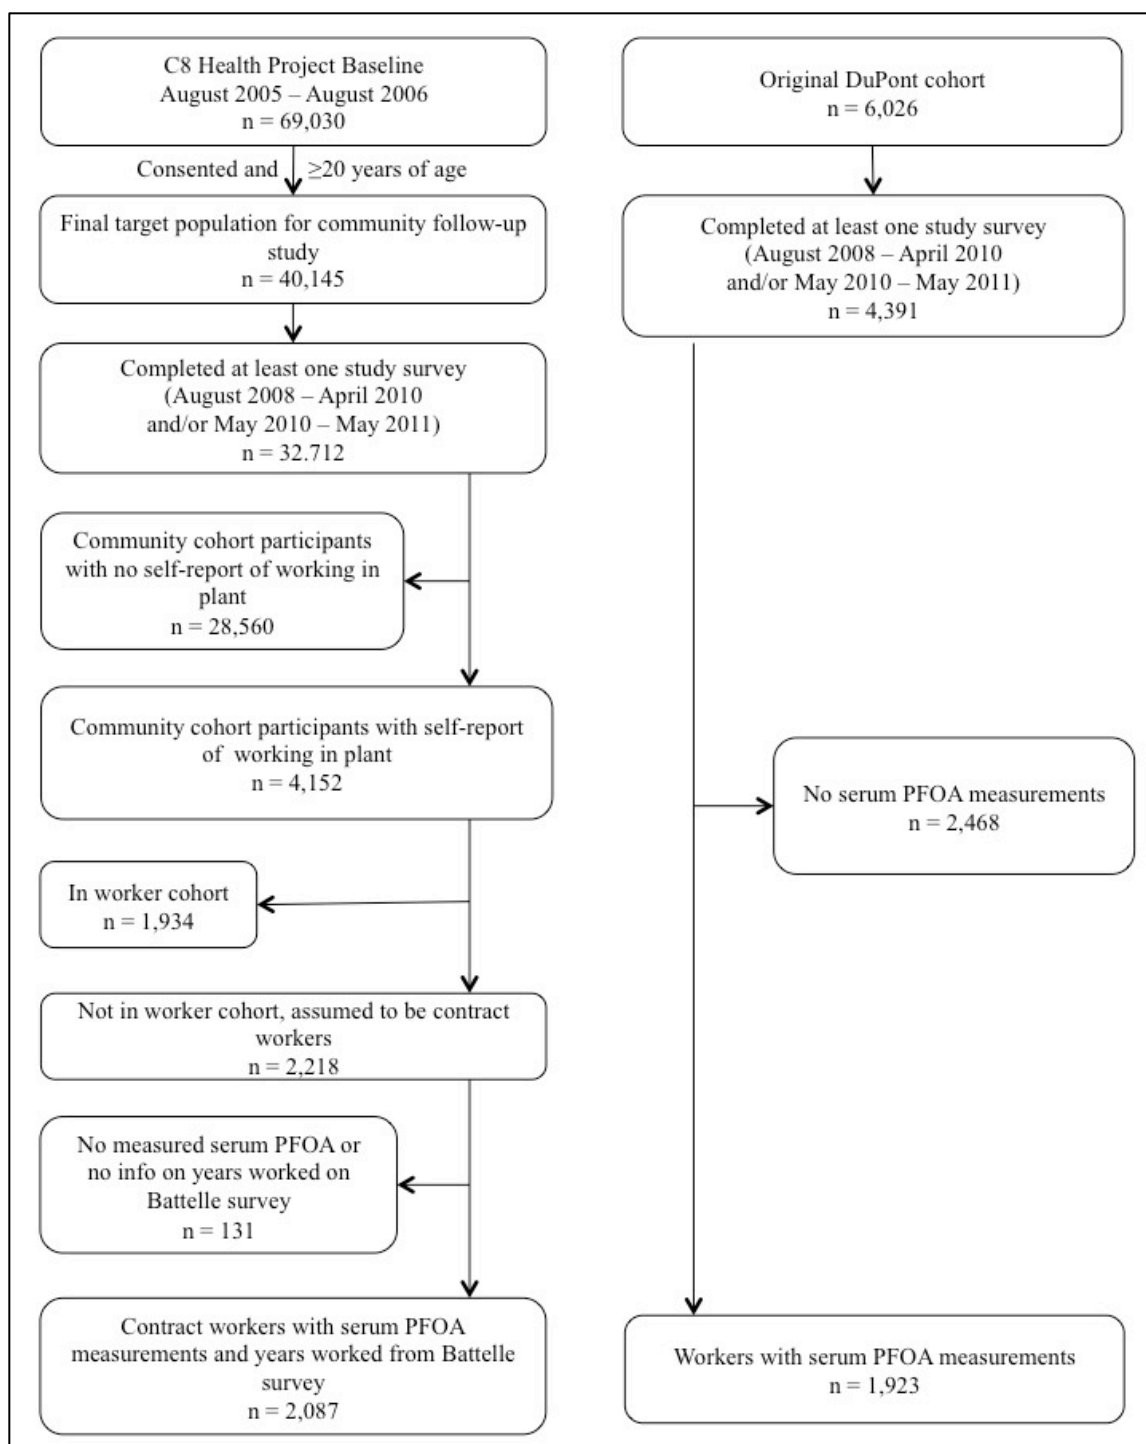 C8 Health Project Baseline
August 2005 – August 2006
n = 69,030
Consented and ≥20 years of age
Final target population for community follow-up
study
n = 40,145
Completed at least one study survey
(August 2008 – April 2010
and/or May 2010 – May 2011)
n = 32.712
Community cohort participants
with no self-report of working in
plant
n = 28,560
Community cohort participants with self-report
of working in plant
n = 4,152
In worker cohort
n = 1,934
Not in worker cohort, assumed to be contract
workers
n = 2,218
No measured serum PFOA or
no info on years worked on
Battelle survey
n = 131
Contract workers with serum PFOA
measurements and years worked from Battelle
survey
n = 2,087
Original DuPont cohort
n = 6,026
Completed at least one study survey
(August 2008 – April 2010
and/or May 2010 – May 2011)
n = 4,391
No serum PFOA measurements
n = 2,468
Workers with serum PFOA measurements
n = 1,923